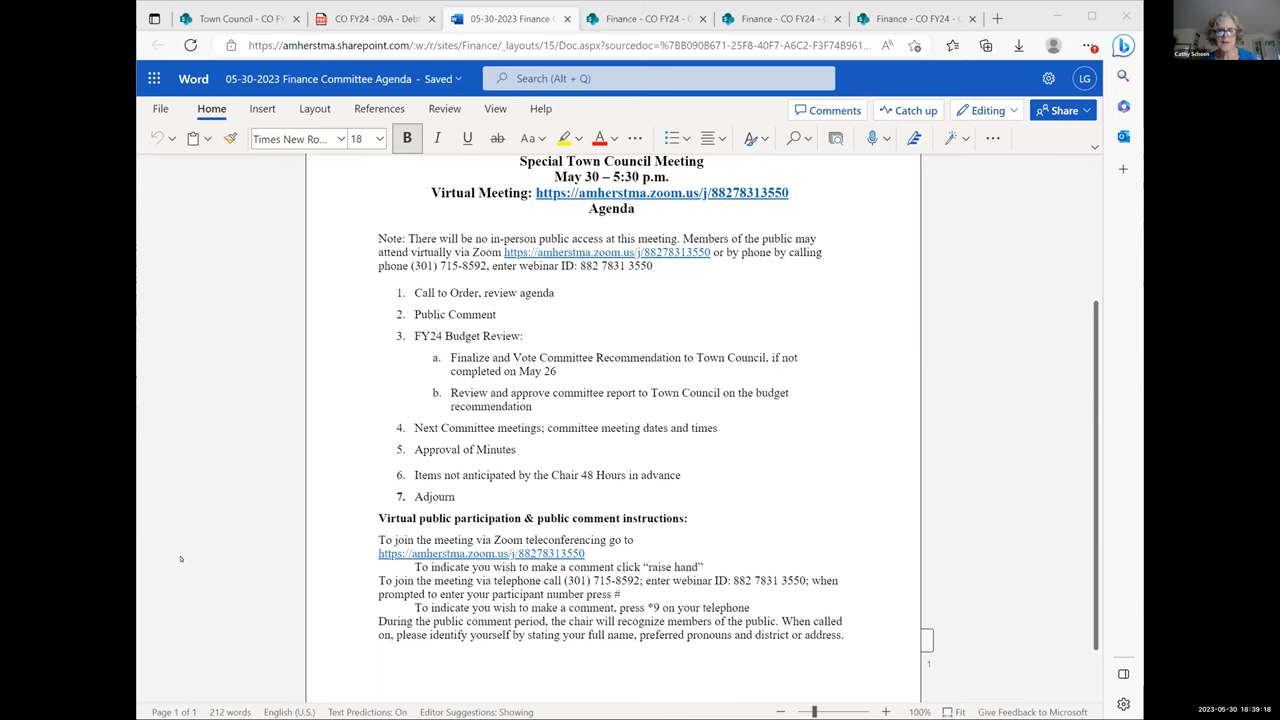 Town Council - CO FY
CO FY24 - 09A - Debt
05-30-2023 Finance C
Finance - CO FY24 - D
Finance - CO FY24 -
Finance - CO FY24 -
https://amherstma.sharepoint.com/:w:/r/sites/Finance/_layouts/15/Doc.aspx?sourcedoc=%7BBD90B671-25F8-40F7-A6C2-F3F74B961...
Cathy Schoen
Word 05-30-2023 Finance Committee Agenda - Saved Search (Alt + Q) LG
File Home Insert Layout References Review View Help Comments Catch up Editing Share
Times New Ro... 18 B I U ab Aa A
Special Town Council Meeting
May 30 – 5:30 p.m.
Virtual Meeting: https://amherstma.zoom.us/j/88278313550
Agenda
Note: There will be no in-person public access at this meeting. Members of the public may
attend virtually via Zoom https://amherstma.zoom.us/j/88278313550 or by phone by calling
phone (301) 715-8592, enter webinar ID: 882 7831 3550
1. Call to Order, review agenda
2. Public Comment
3. FY24 Budget Review:
a. Finalize and Vote Committee Recommendation to Town Council, if not
completed on May 26
b. Review and approve committee report to Town Council on the budget
recommendation
4. Next Committee meetings; committee meeting dates and times
5. Approval of Minutes
6. Items not anticipated by the Chair 48 Hours in advance
7. Adjourn
Virtual public participation & public comment instructions:
To join the meeting via Zoom teleconferencing go to
https://amherstma.zoom.us/j/88278313550
To indicate you wish to make a comment click “raise hand”
To join the meeting via telephone call (301) 715-8592; enter webinar ID: 882 7831 3550; when
prompted to enter your participant number press #
To indicate you wish to make a comment, press *9 on your telephone
During the public comment period, the chair will recognize members of the public. When called
on, please identify yourself by stating your full name, preferred pronouns and district or address.
1
Page 1 of 1 212 words English (U.S.) Text Predictions: On Editor Suggestions: Showing 100% Fit Give Feedback to Microsoft
2023-05-30 18:39:18